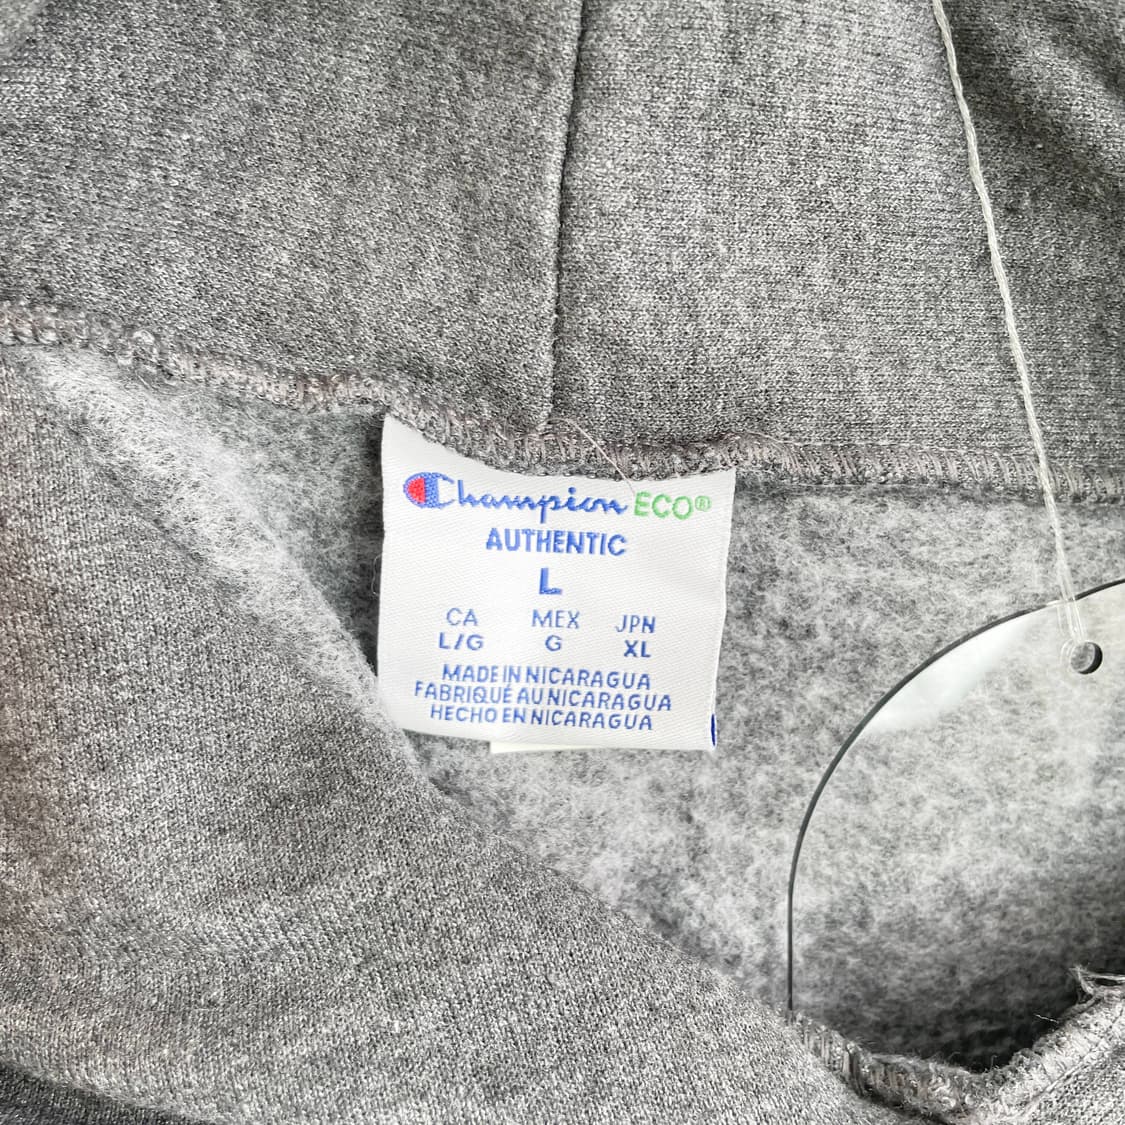 Champion ECO®
AUTHENTIC
L
CA MEX JPN
L/G G XL
MADE IN NICARAGUA
FABRIQUÉ AU NICARAGUA
HECHO EN NICARAGUA